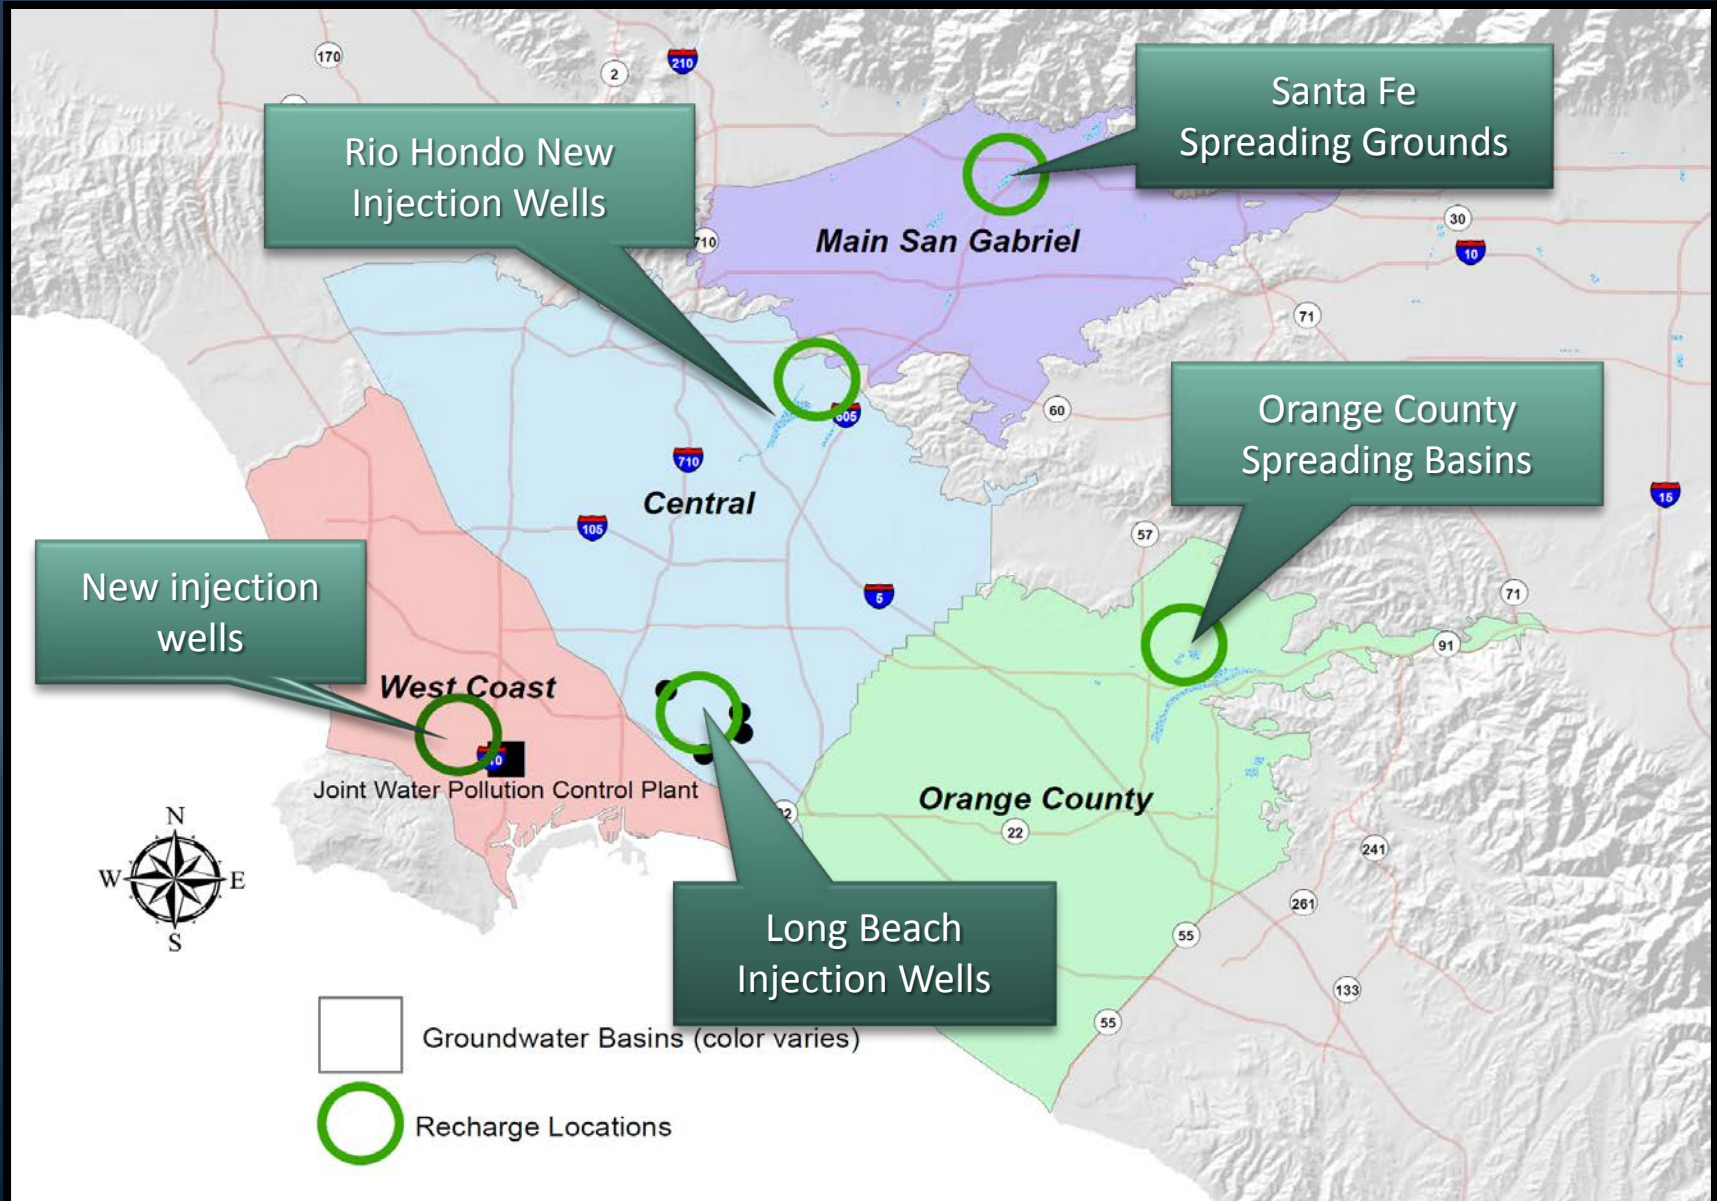 170
2
210
Santa Fe
Spreading Grounds
Rio Hondo New
Injection Wells
710
Main San Gabriel
30
10
71
60
605
Orange County
Spreading Basins
710
Central
105
15
57
5
71
91
New injection
wells
West Coast
Joint Water Pollution Control Plant
Orange County
22
241
261
55
133
55
N
W
E
S
Long Beach
Injection Wells
Groundwater Basins (color varies)
Recharge Locations